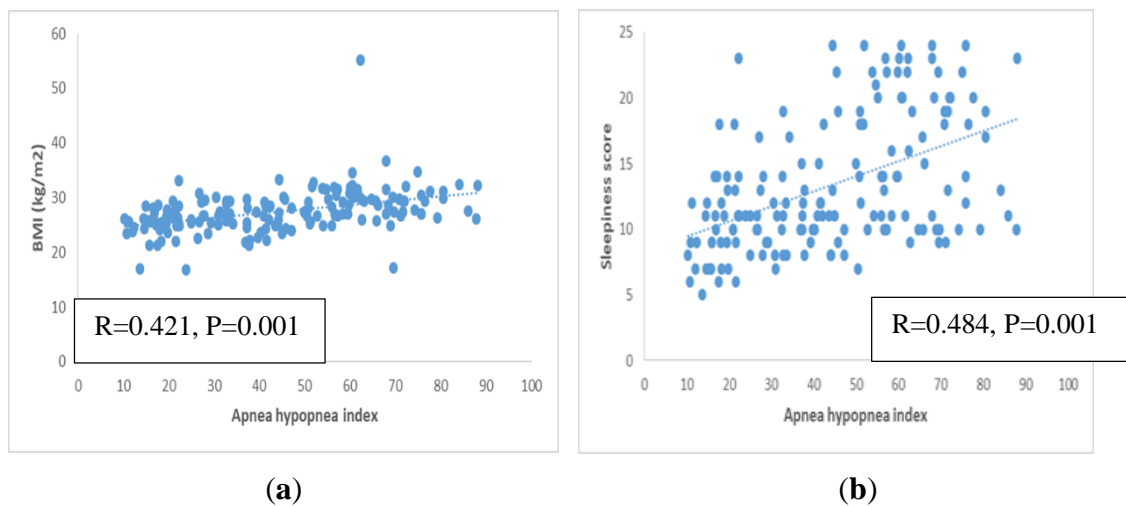 60
50
40
30
20
10
0
BMI (kg/m2)
R=0.421, P=0.001
0 10 20 30 40 50 60 70 80 90 100
Apnea hypopnea index
(a)
25
20
15
10
5
0
Sleepiness score
R=0.484, P=0.001
0 10 20 30 40 50 60 70 80 90 100
Apnea hypopnea index
(b)